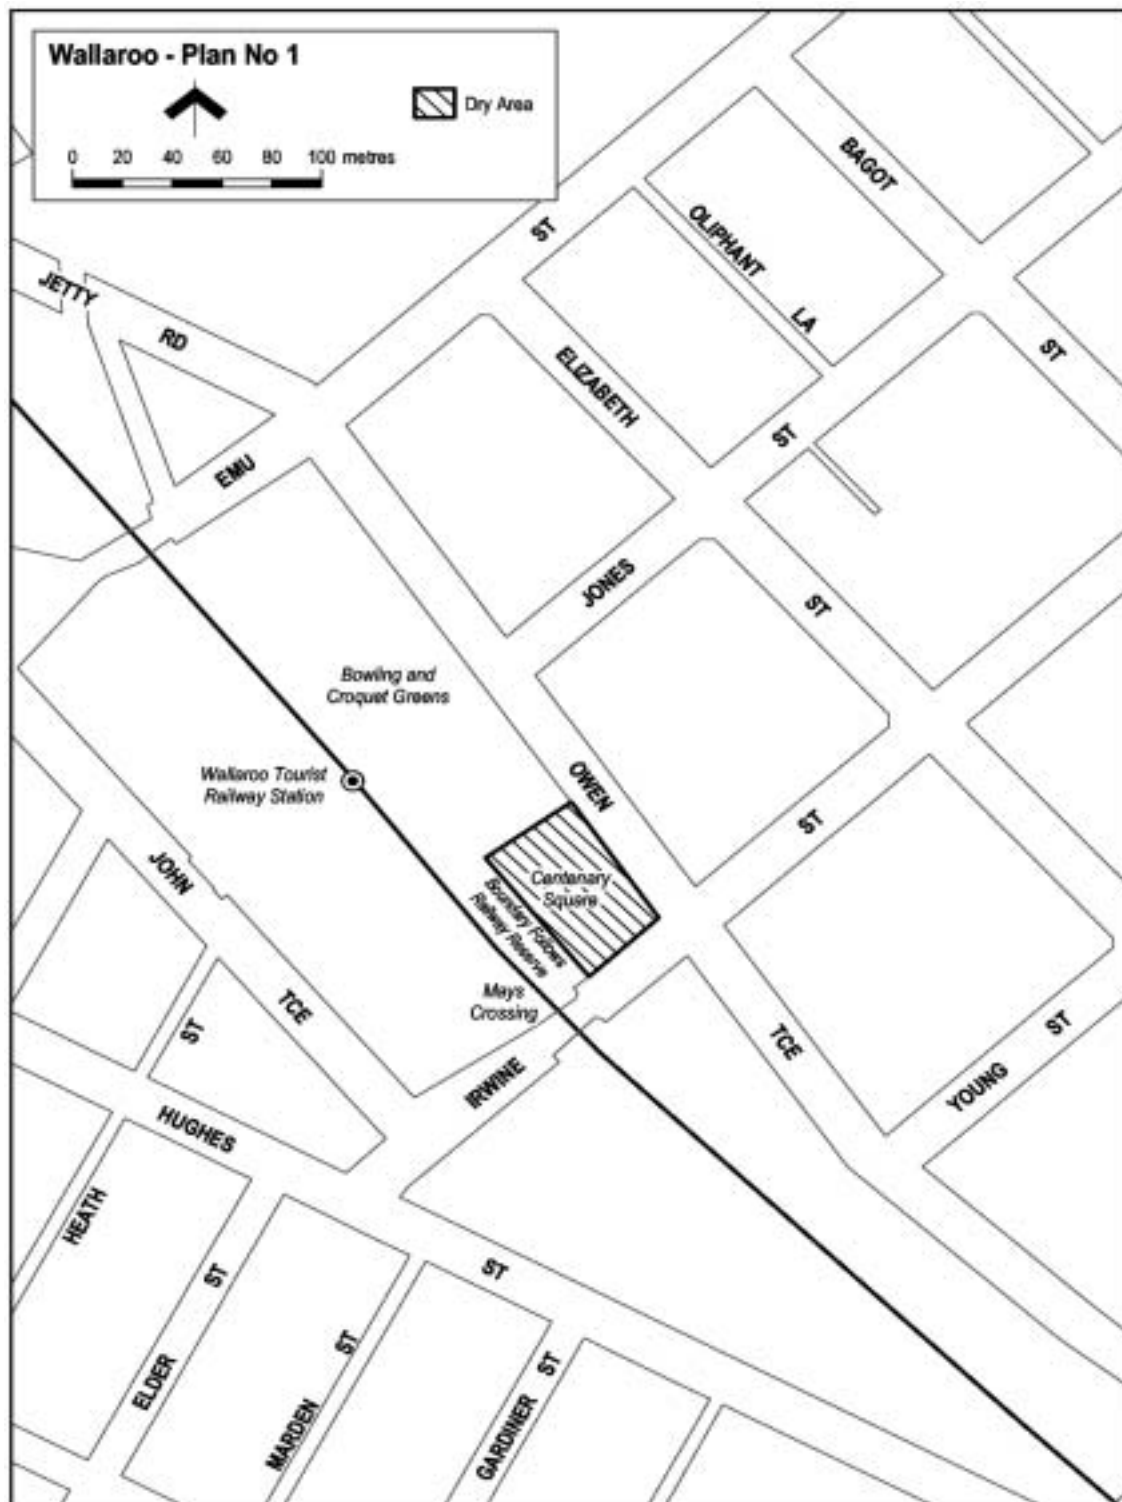 Wallaroo - Plan No 1
Dry Area
0 20 40 60 80 100 metres
BAGOT
ST
OLIPHANT
LA
ST
JETTY
RD
ELIZABETH
ST
ST
EMU
JONES
ST
Bowling and
Croquet Greens
Wallaroo Tourist
Railway Station
OWEN
ST
JOHN
Centenary
Square
Boundary Follows
Railway Reserve
Mays
Crossing
TCE
ST
TCE
ST
IRWINE
YOUNG
HUGHES
HEATH
ST
ST
ST
ST
ELDER
MARDEN
GARDINER